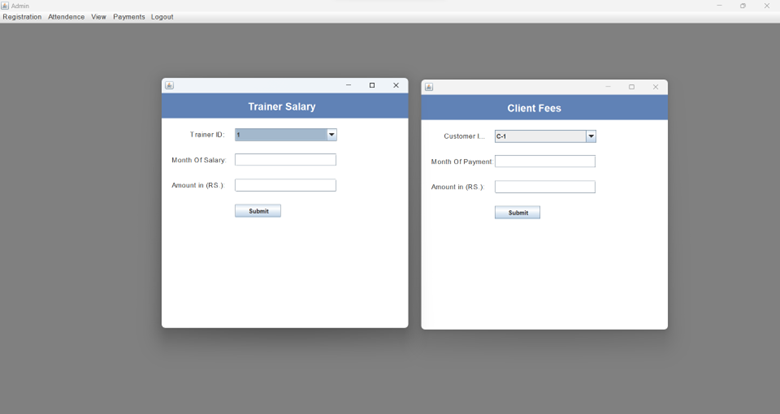 Admin
Registration Attendence View Payments Logout
Trainer Salary
Trainer ID: 1
Month Of Salary:
Amount in (RS.):
Submit
Client Fees
Customer I... C-1
Month Of Payment:
Amount in (RS.):
Submit